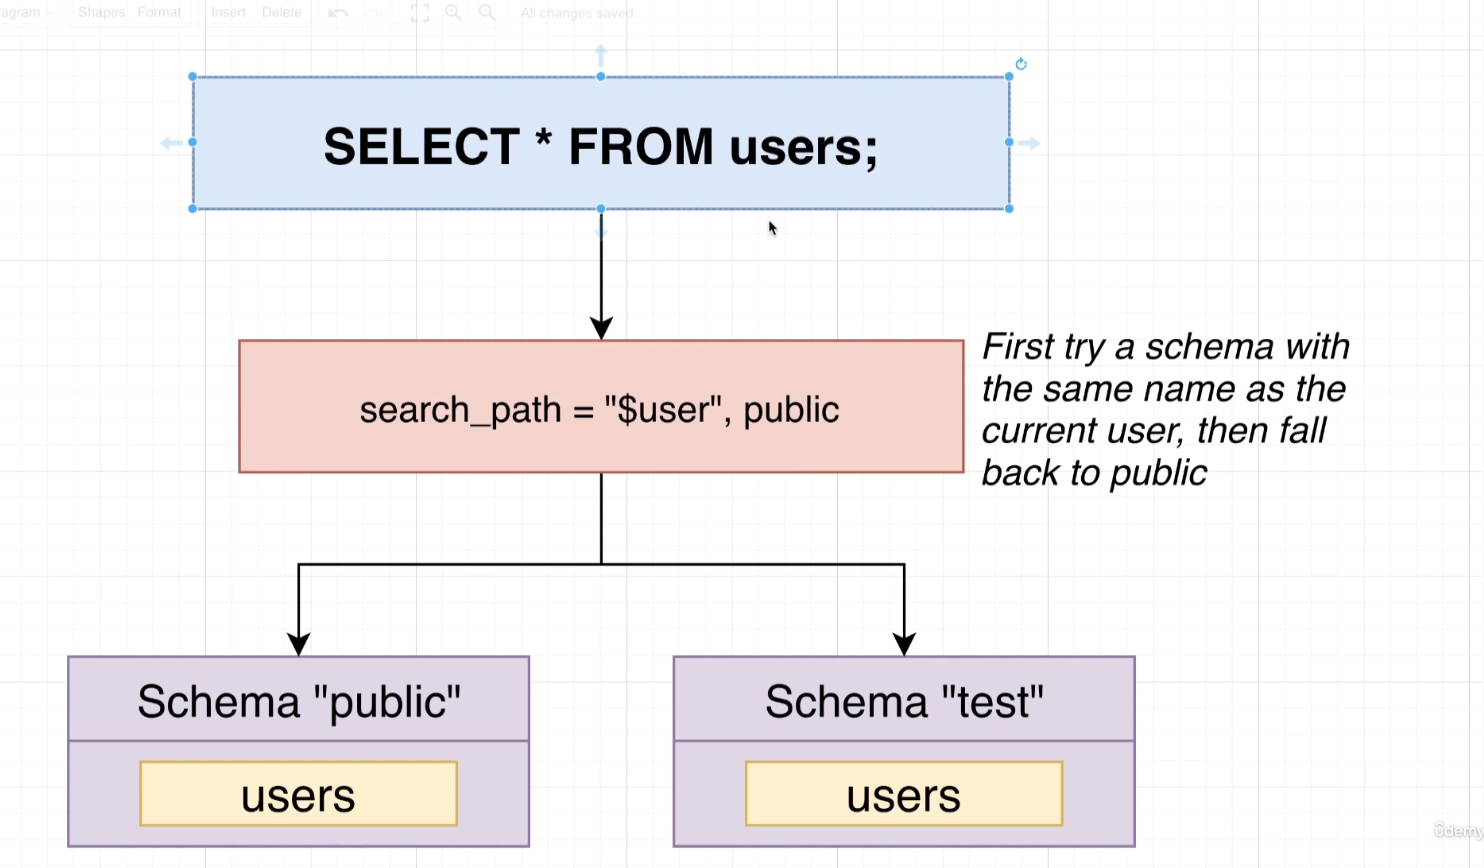 agram
Shapes Format Insert Delete All changes saved
SELECT * FROM users;
search_path = "$user", public
First try a schema with
the same name as the
current user, then fall
back to public
Schema "public"
users
Schema "test"
users
ûdemy